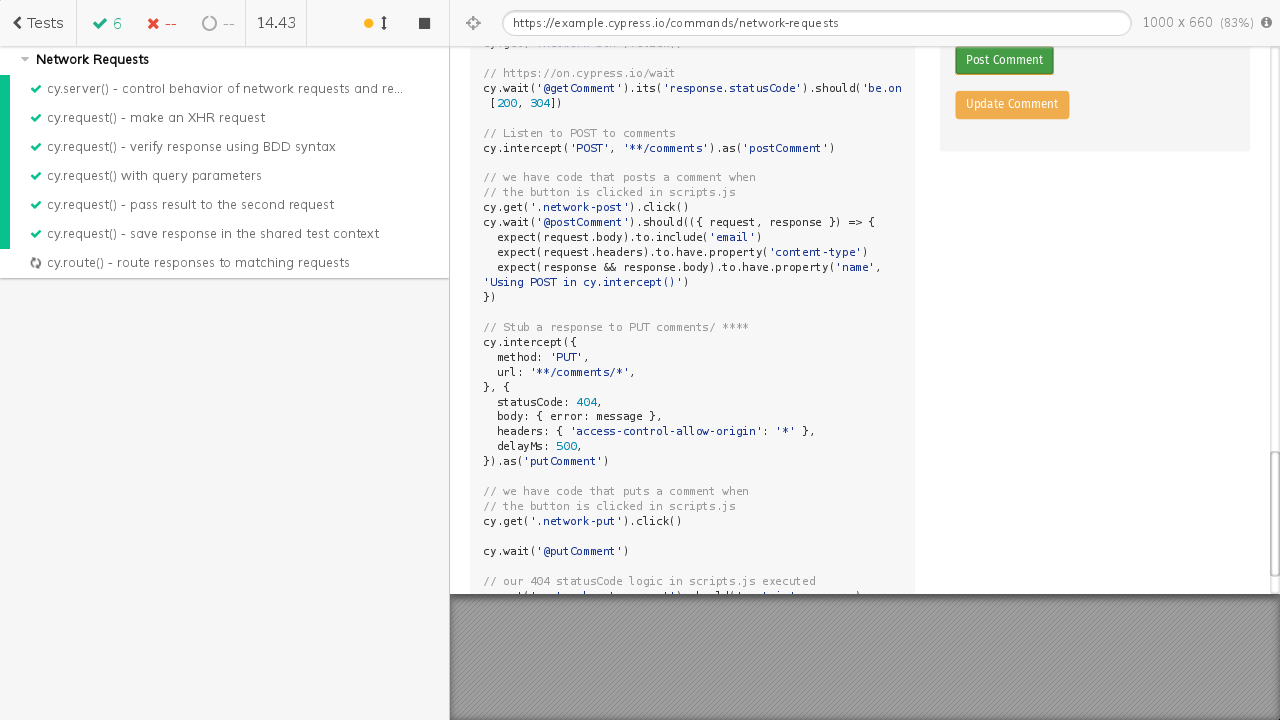 Tests
6
--
--
14.43
https://example.cypress.io/commands/network-requests
1000 x 660 (83%)
Network Requests
cy.server() - control behavior of network requests and re...
cy.request() - make an XHR request
cy.request() - verify response using BDD syntax
cy.request() with query parameters
cy.request() - pass result to the second request
cy.request() - save response in the shared test context
cy.route() - route responses to matching requests
// https://on.cypress.io/wait
cy.wait('@getComment').its('response.statusCode').should('be.on
[200, 304])
// Listen to POST to comments
cy.intercept('POST', '**/comments').as('postComment')
// we have code that posts a comment when
// the button is clicked in scripts.js
cy.get('.network-post').click()
cy.wait('@postComment').should(({ request, response }) => {
expect(request.body).to.include('email')
expect(request.headers).to.have.property('content-type')
expect(response && response.body).to.have.property('name',
'Using POST in cy.intercept()')
})
// Stub a response to PUT comments/ ****
cy.intercept({
method: 'PUT',
url: '**/comments/*',
}, {
statusCode: 404,
body: { error: message },
headers: { 'access-control-allow-origin': '*' },
delayMs: 500,
}).as('putComment')
// we have code that puts a comment when
// the button is clicked in scripts.js
cy.get('.network-put').click()
cy.wait('@putComment')
// our 404 statusCode logic in scripts.js executed
Post Comment
Update Comment